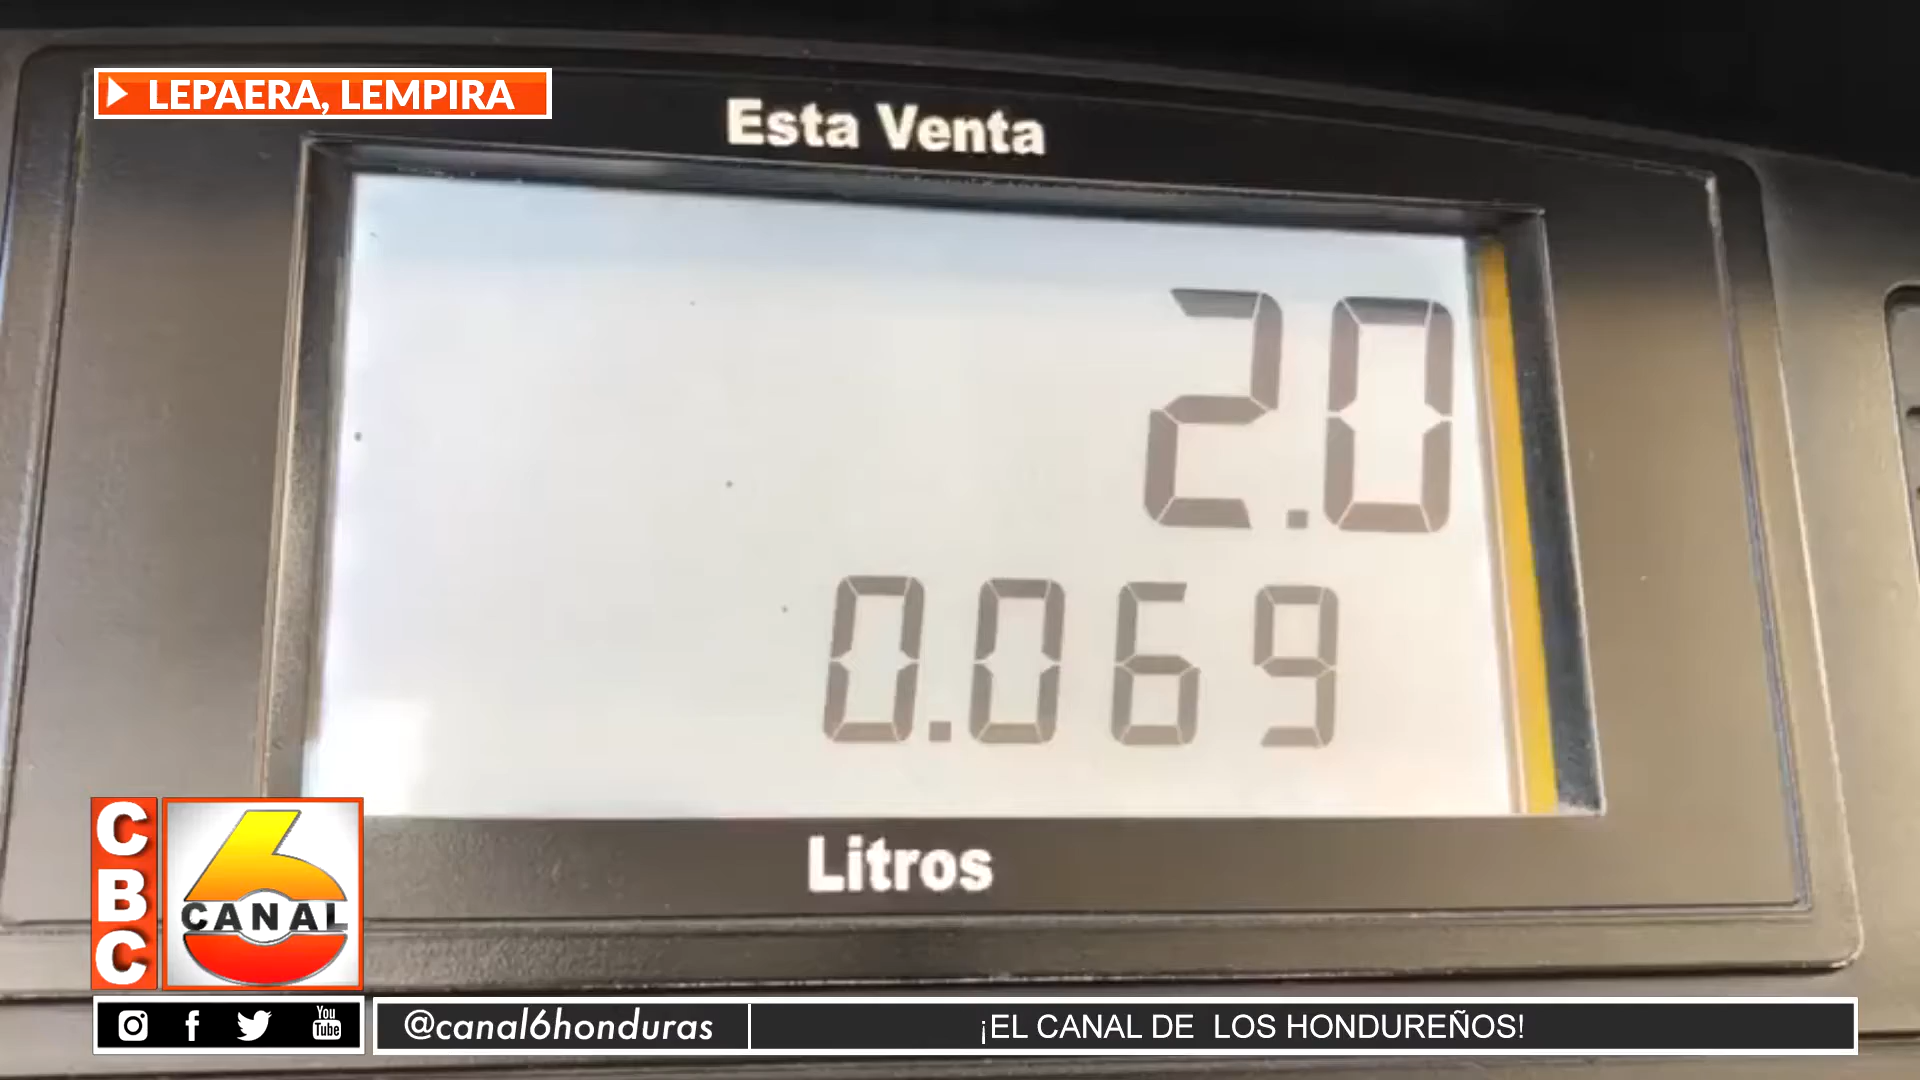 LEPAERA, LEMPIRA
Esta Venta
2.0
0.069
Litros
CBC
6
CANAL
You
Tube
@canal6honduras
¡EL CANAL DE LOS HONDUREÑOS!